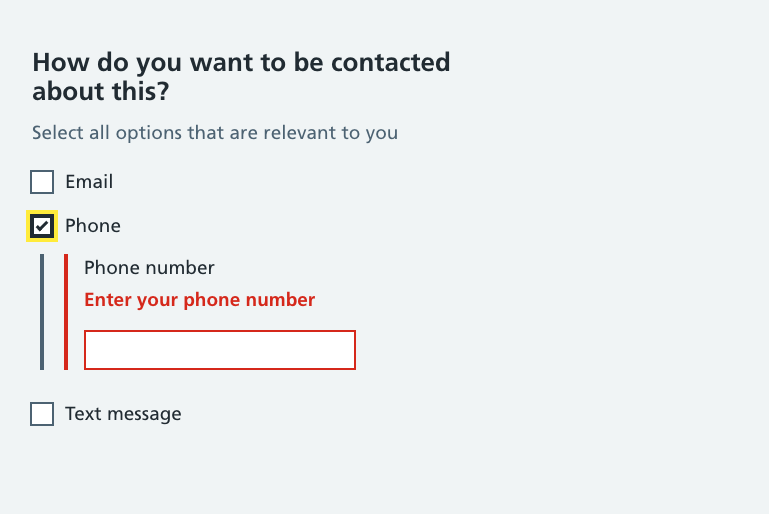 How do you want to be contacted
about this?
Select all options that are relevant to you
Email
Phone
Phone number
Enter your phone number
Text message